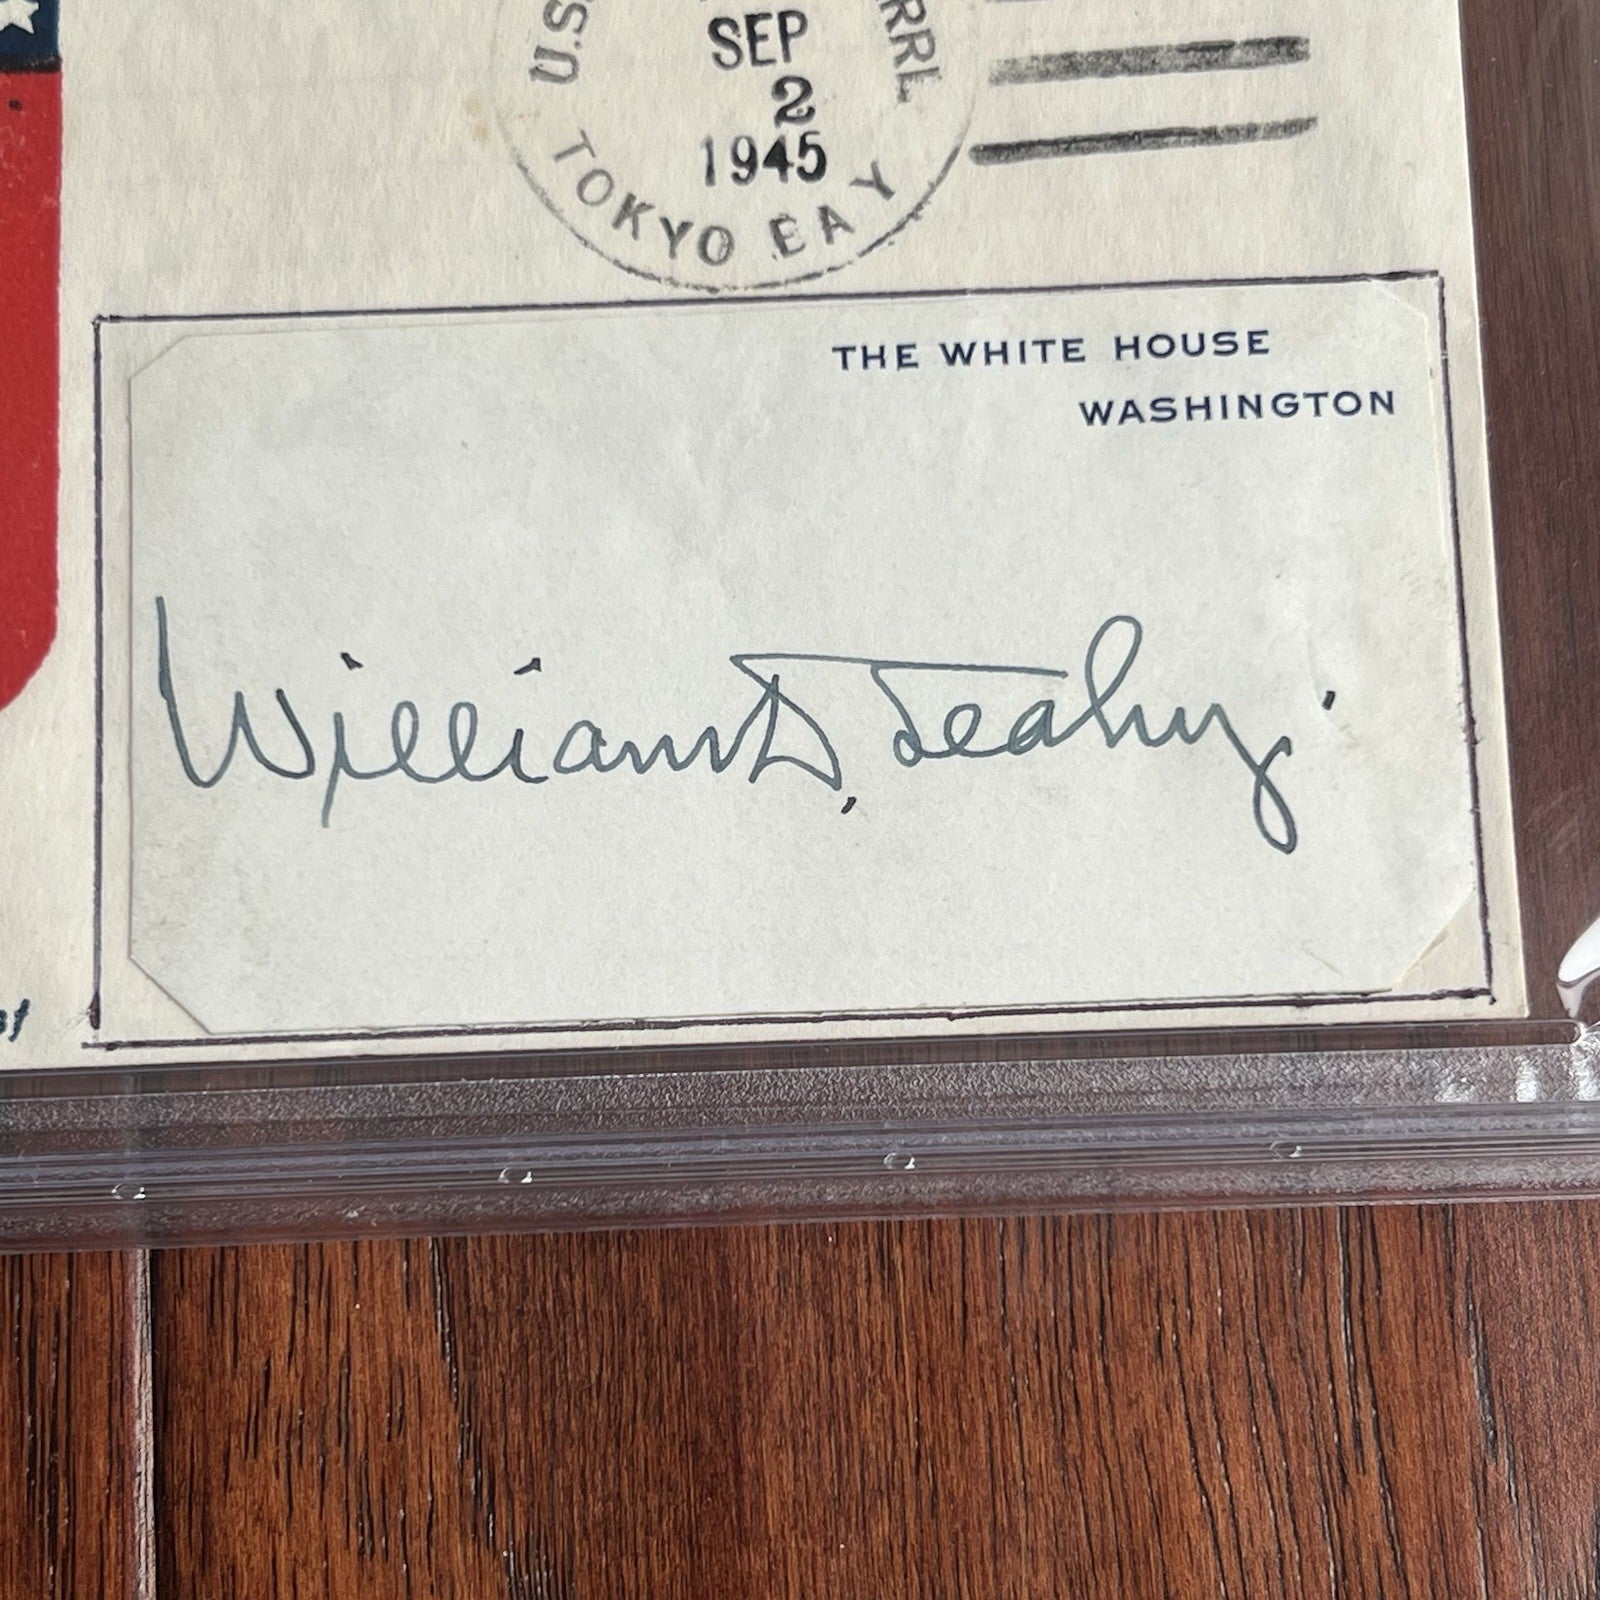 U.S.
SEP
2
1945
TOKYO BAY
THE WHITE HOUSE
WASHINGTON
William D. Leahy.